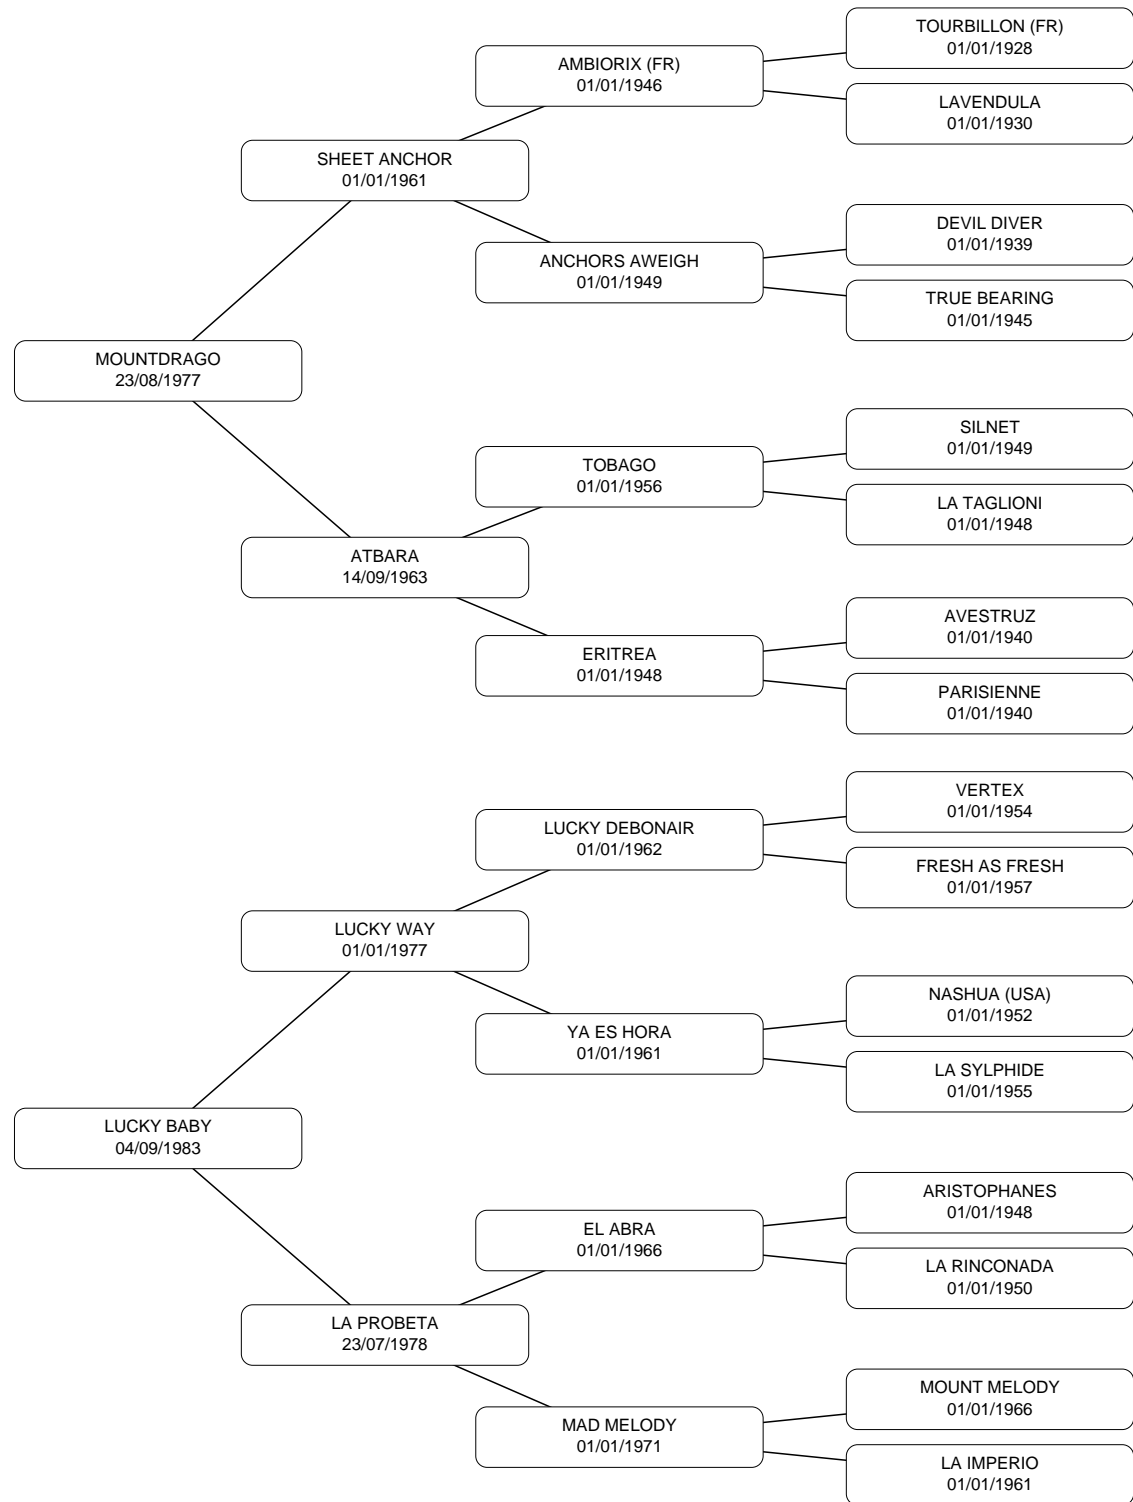 TOURBILLON (FR)
01/01/1928
AMBIORIX (FR)
01/01/1946
LAVENDULA
01/01/1930
SHEET ANCHOR
01/01/1961
DEVIL DIVER
01/01/1939
ANCHORS AWEIGH
01/01/1949
TRUE BEARING
01/01/1945
MOUNTDRAGO
23/08/1977
SILNET
01/01/1949
TOBAGO
01/01/1956
LA TAGLIONI
01/01/1948
ATBARA
14/09/1963
AVESTRUZ
01/01/1940
ERITREA
01/01/1948
PARISIENNE
01/01/1940
VERTEX
01/01/1954
LUCKY DEBONAIR
01/01/1962
FRESH AS FRESH
01/01/1957
LUCKY WAY
01/01/1977
NASHUA (USA)
01/01/1952
YA ES HORA
01/01/1961
LA SYLPHIDE
01/01/1955
LUCKY BABY
04/09/1983
ARISTOPHANES
01/01/1948
EL ABRA
01/01/1966
LA RINCONADA
01/01/1950
LA PROBETA
23/07/1978
MOUNT MELODY
01/01/1966
MAD MELODY
01/01/1971
LA IMPERIO
01/01/1961